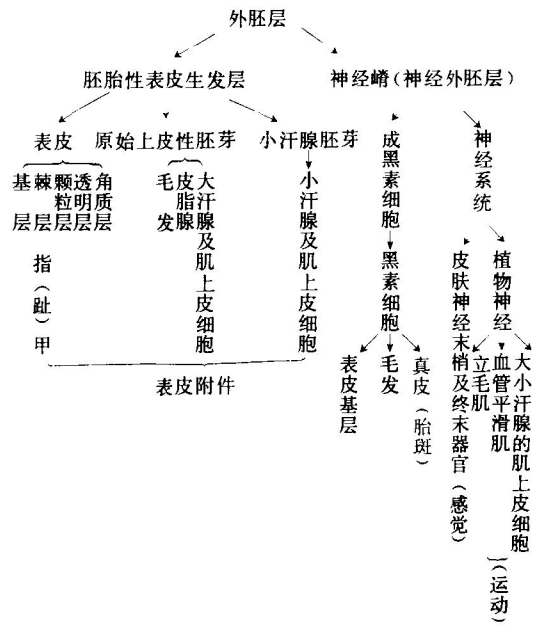 外胚层
胚胎性表皮生发层
神经嵴(神经外胚层)
表皮
原始上皮性胚芽
小汗腺胚芽
成黑素细胞
神经系统
基层
棘层
颗粒层
透明层
角质层
毛发
皮脂腺
大汗腺及肌上皮细胞
小汗腺及肌上皮细胞
指(趾)甲
表皮附件
黑素细胞
表皮基层
毛发
真皮(胎斑)
皮肤神经末梢及终末器官(感觉)
植物神经
立毛肌
血管平滑肌
大小汗腺的肌上皮细胞
(运动)